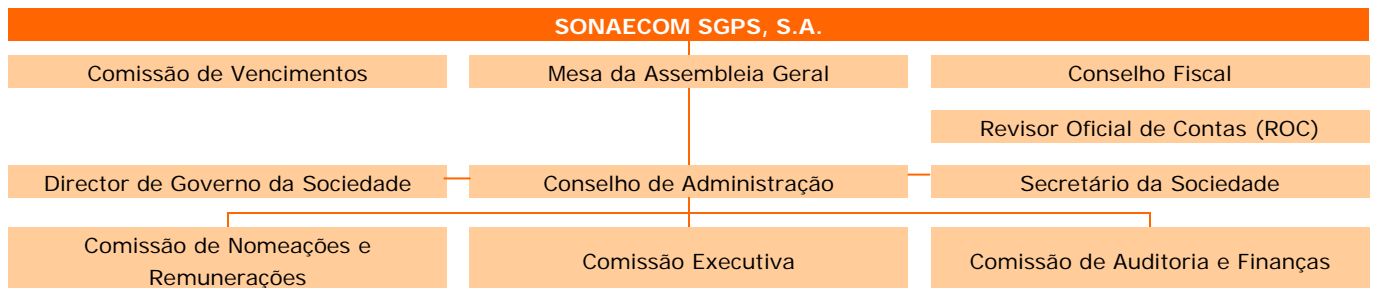 SONAECOM SGPS, S.A.
Comissão de Vencimentos
Mesa da Assembleia Geral
Conselho Fiscal
Revisor Oficial de Contas (ROC)
Director de Governo da Sociedade
Conselho de Administração
Secretário da Sociedade
Comissão de Nomeações e
Remunerações
Comissão Executiva
Comissão de Auditoria e Finanças